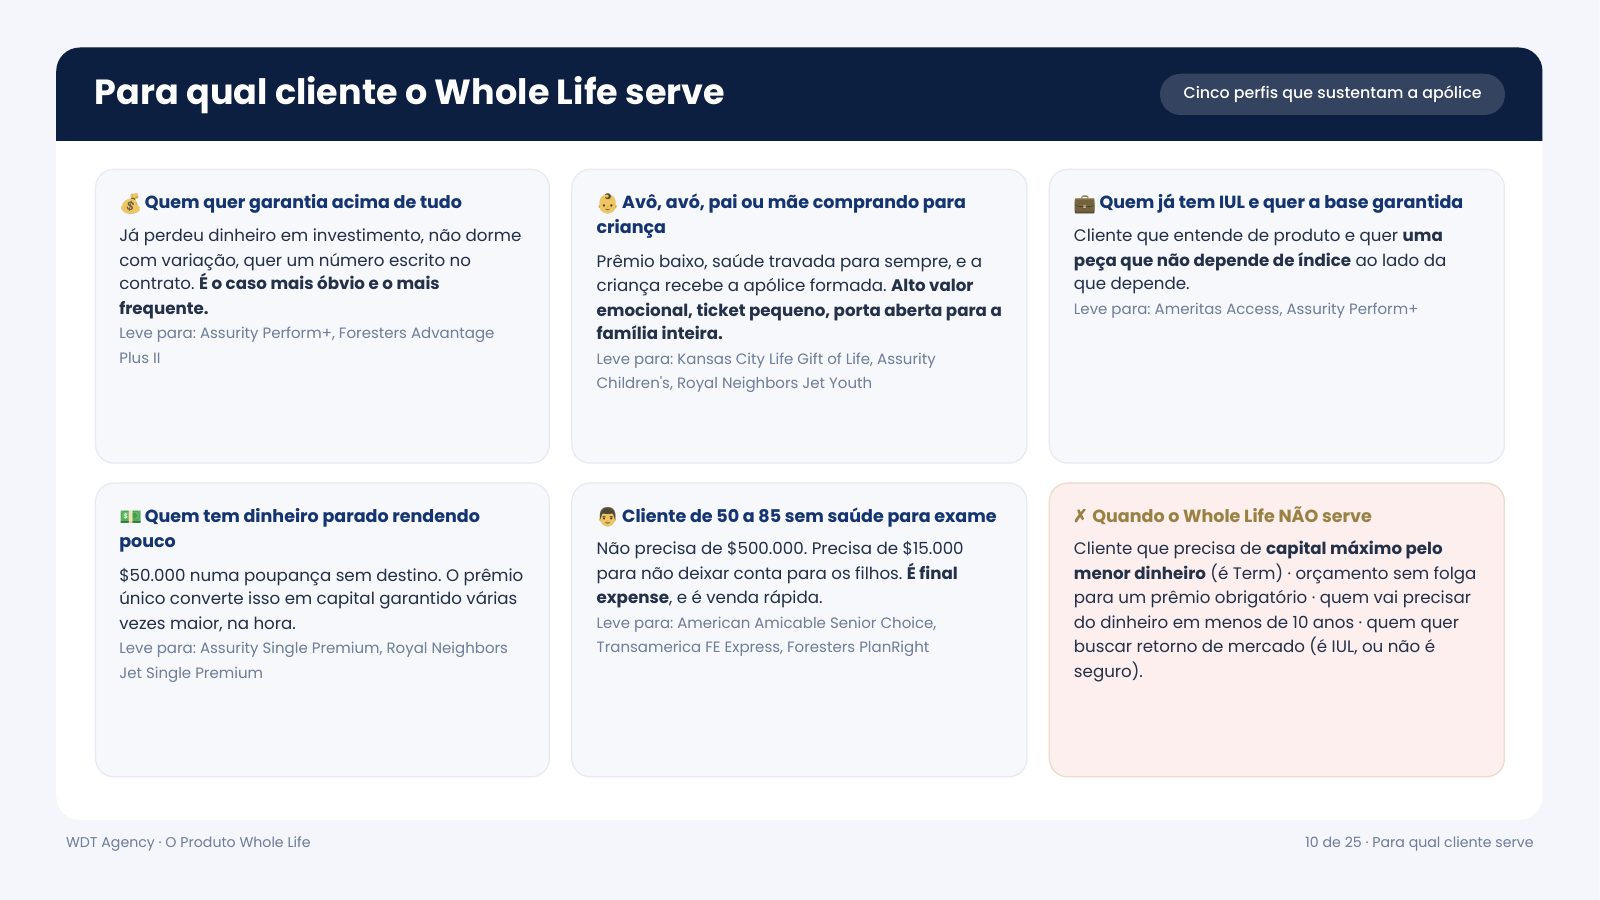 Para qual cliente o Whole Life serve
Cinco perfis que sustentam a apólice
💰 Quem quer garantia acima de tudo
Já perdeu dinheiro em investimento, não dorme
com variação, quer um número escrito no
contrato. É o caso mais óbvio e o mais
frequente.
Leve para: Assurity Perform+, Foresters Advantage
Plus II
👶 Avô, avó, pai ou mãe comprando para
criança
Prêmio baixo, saúde travada para sempre, e a
criança recebe a apólice formada. Alto valor
emocional, ticket pequeno, porta aberta para a
família inteira.
Leve para: Kansas City Life Gift of Life, Assurity
Children's, Royal Neighbors Jet Youth
💼 Quem já tem IUL e quer a base garantida
Cliente que entende de produto e quer uma
peça que não depende de índice ao lado da
que depende.
Leve para: Ameritas Access, Assurity Perform+
💵 Quem tem dinheiro parado rendendo
pouco
$50.000 numa poupança sem destino. O prêmio
único converte isso em capital garantido várias
vezes maior, na hora.
Leve para: Assurity Single Premium, Royal Neighbors
Jet Single Premium
👨 Cliente de 50 a 85 sem saúde para exame
Não precisa de $500.000. Precisa de $15.000
para não deixar conta para os filhos. É final
expense, e é venda rápida.
Leve para: American Amicable Senior Choice,
Transamerica FE Express, Foresters PlanRight
✗ Quando o Whole Life NÃO serve
Cliente que precisa de capital máximo pelo
menor dinheiro (é Term) · orçamento sem folga
para um prêmio obrigatório · quem vai precisar
do dinheiro em menos de 10 anos · quem quer
buscar retorno de mercado (é IUL, ou não é
seguro).
WDT Agency · O Produto Whole Life
10 de 25 · Para qual cliente serve